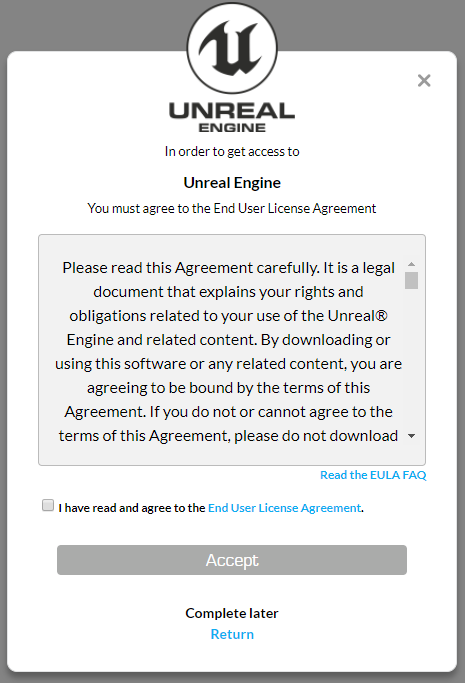 UNREAL
ENGINE
In order to get access to
Unreal Engine
You must agree to the End User License Agreement
Please read this Agreement carefully. It is a legal
document that explains your rights and
obligations related to your use of the Unreal®
Engine and related content. By downloading or
using this software or any related content, you are
agreeing to be bound by the terms of this
Agreement. If you do not or cannot agree to the
terms of this Agreement, please do not download
Read the EULA FAQ
I have read and agree to the End User License Agreement.
Accept
Complete later
Return